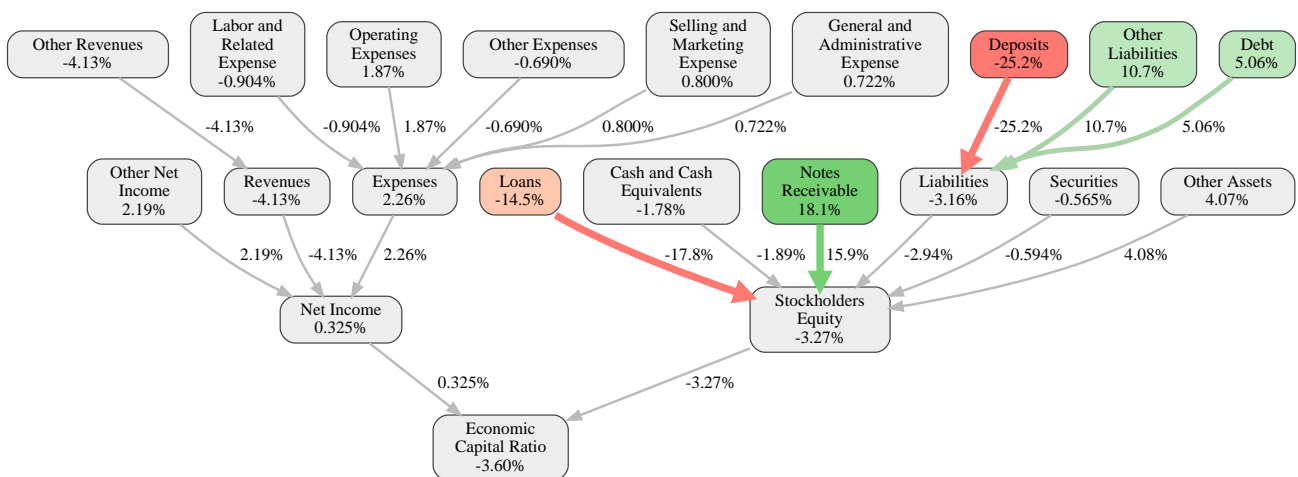 Other Revenues
-4.13%
Labor and
Related
Expense
-0.904%
Operating
Expenses
1.87%
Other Expenses
-0.690%
Selling and
Marketing
Expense
0.800%
General and
Administrative
Expense
0.722%
Deposits
-25.2%
Other
Liabilities
10.7%
Debt
5.06%
-4.13%
-0.904%
1.87%
-0.690%
0.800%
0.722%
-25.2%
10.7%
5.06%
Other Net
Income
2.19%
Revenues
-4.13%
Expenses
2.26%
Loans
-14.5%
Cash and Cash
Equivalents
-1.78%
Notes
Receivable
18.1%
Liabilities
-3.16%
Securities
-0.565%
Other Assets
4.07%
2.19%
-4.13%
2.26%
-17.8%
-1.89%
15.9%
-2.94%
-0.594%
4.08%
Net Income
0.325%
Stockholders
Equity
-3.27%
0.325%
-3.27%
Economic
Capital Ratio
-3.60%